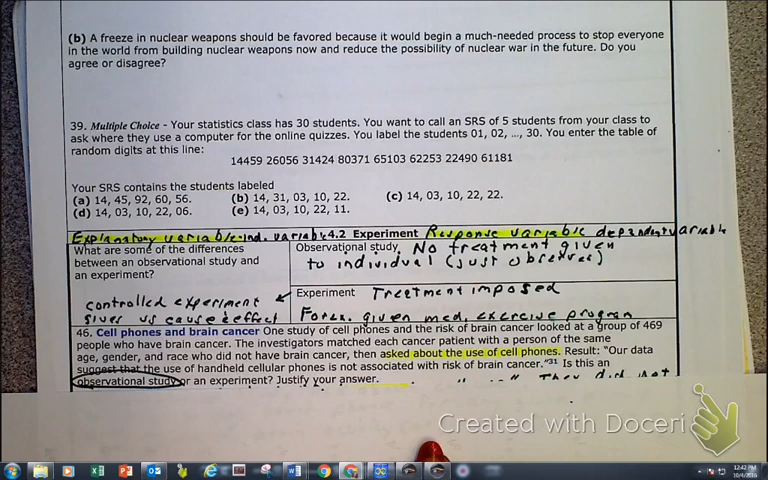 (b) A freeze in nuclear weapons should be favored because it would begin a much-needed process to stop everyone
in the world from building nuclear weapons now and reduce the possibility of nuclear war in the future. Do you
agree or disagree?
39. Multiple Choice - Your statistics class has 30 students. You want to call an SRS of 5 students from your class to
ask where they use a computer for the online quizzes. You label the students 01, 02, ..., 30. You enter the table of
random digits at this line:
14459 26056 31424 80371 65103 62253 22490 61181
Your SRS contains the students labeled
(a) 14, 45, 92, 60, 56. (b) 14, 31, 03, 10, 22. (c) 14, 03, 10, 22, 22.
(d) 14, 03, 10, 22, 06. (e) 14, 03, 10, 22, 11.
Explanatory variable-ind. variable 4.2 Experiment Response variable dependent variable
What are some of the differences
between an observational study and
an experiment?
controlled experiment
gives us cause & effect
Observational study No treatment given
to individual (just observes)
Experiment Treatment imposed
For ex. given med. exercise program
46. Cell phones and brain cancer One study of cell phones and the risk of brain cancer looked at a group of 469
people who have brain cancer. The investigators matched each cancer patient with a person of the same
age, gender, and race who did not have brain cancer, then asked about the use of cell phones. Result: "Our data
suggest that the use of handheld cellular phones is not associated with risk of brain cancer."31 Is this an
observational study or an experiment? Justify your answer. They did not
Created with Doceri
12:42 PM
10/4/2016